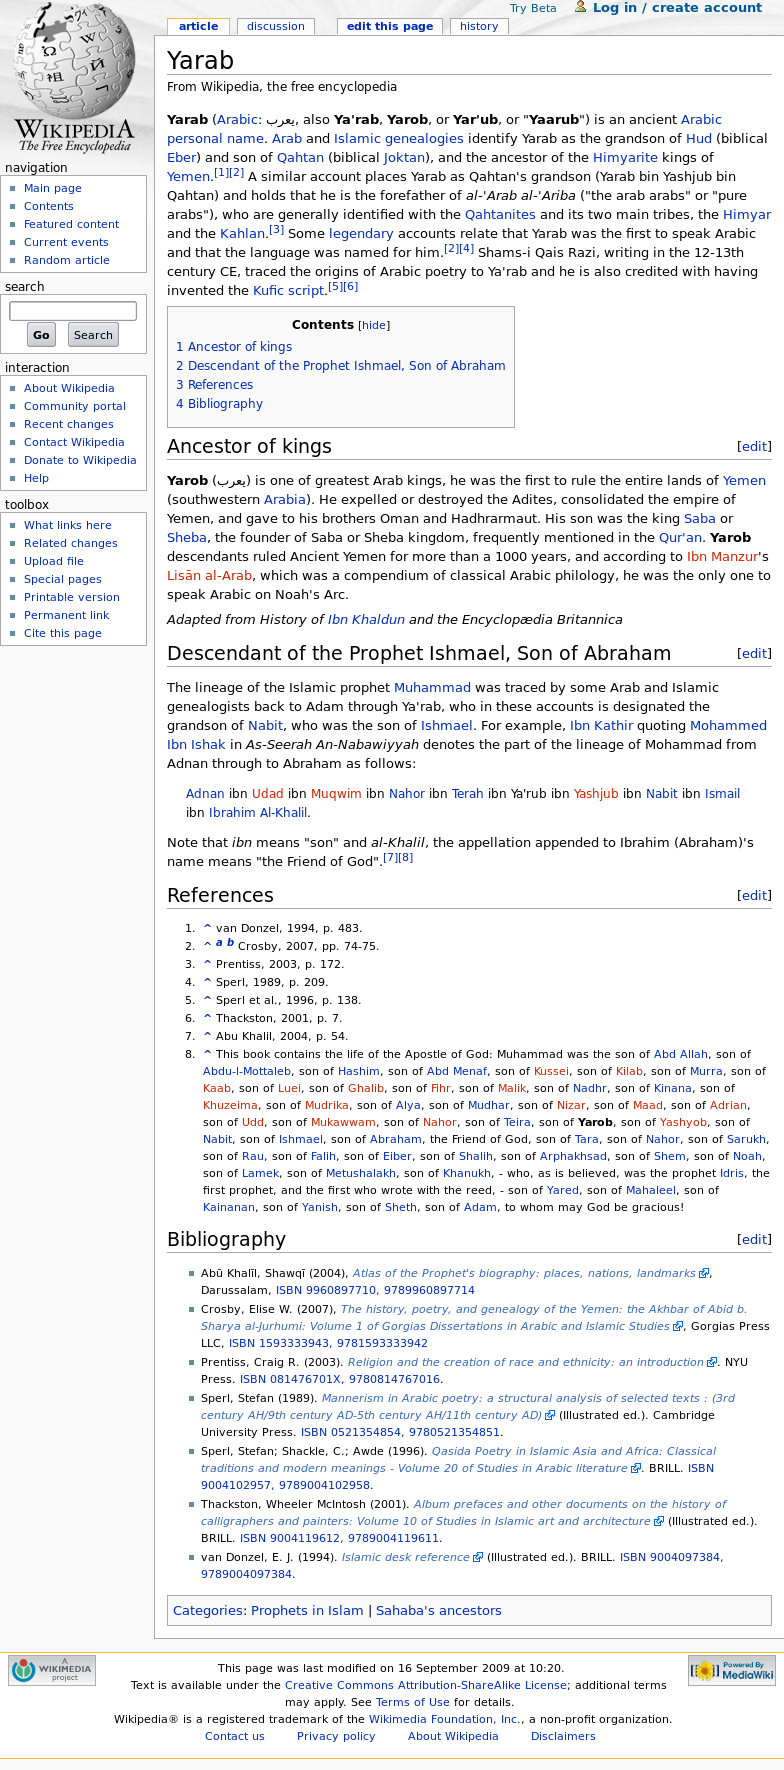 Try Beta Log in / create account
article discussion edit this page history
WIKIPEDIA
The Free Encyclopedia
navigation
Main page
Contents
Featured content
Current events
Random article
search
Go Search
interaction
About Wikipedia
Community portal
Recent changes
Contact Wikipedia
Donate to Wikipedia
Help
toolbox
What links here
Related changes
Upload file
Special pages
Printable version
Permanent link
Cite this page
Yarab
From Wikipedia, the free encyclopedia
Yarab (Arabic: يعرب, also Ya'rab, Yarob, or Yar'ub, or "Yaarub") is an ancient Arabic
personal name. Arab and Islamic genealogies identify Yarab as the grandson of Hud (biblical
Eber) and son of Qahtan (biblical Joktan), and the ancestor of the Himyarite kings of
Yemen.[1][2] A similar account places Yarab as Qahtan's grandson (Yarab bin Yashjub bin
Qahtan) and holds that he is the forefather of al-'Arab al-'Ariba ("the arab arabs" or "pure
arabs"), who are generally identified with the Qahtanites and its two main tribes, the Himyar
and the Kahlan.[3] Some legendary accounts relate that Yarab was the first to speak Arabic
and that the language was named for him.[2][4] Shams-i Qais Razi, writing in the 12-13th
century CE, traced the origins of Arabic poetry to Ya'rab and he is also credited with having
invented the Kufic script.[5][6]
Contents [hide]
1 Ancestor of kings
2 Descendant of the Prophet Ishmael, Son of Abraham
3 References
4 Bibliography
Ancestor of kings [edit]
Yarob (يعرب) is one of greatest Arab kings, he was the first to rule the entire lands of Yemen
(southwestern Arabia). He expelled or destroyed the Adites, consolidated the empire of
Yemen, and gave to his brothers Oman and Hadhrarmaut. His son was the king Saba or
Sheba, the founder of Saba or Sheba kingdom, frequently mentioned in the Qur'an. Yarob
descendants ruled Ancient Yemen for more than a 1000 years, and according to Ibn Manzur's
Lisān al-Arab, which was a compendium of classical Arabic philology, he was the only one to
speak Arabic on Noah's Arc.
Adapted from History of Ibn Khaldun and the Encyclopædia Britannica
Descendant of the Prophet Ishmael, Son of Abraham [edit]
The lineage of the Islamic prophet Muhammad was traced by some Arab and Islamic
genealogists back to Adam through Ya'rab, who in these accounts is designated the
grandson of Nabit, who was the son of Ishmael. For example, Ibn Kathir quoting Mohammed
Ibn Ishak in As-Seerah An-Nabawiyyah denotes the part of the lineage of Mohammad from
Adnan through to Abraham as follows:
Adnan ibn Udad ibn Muqwim ibn Nahor ibn Terah ibn Ya'rub ibn Yashjub ibn Nabit ibn Ismail
ibn Ibrahim Al-Khalil.
Note that ibn means "son" and al-Khalil, the appellation appended to Ibrahim (Abraham)'s
name means "the Friend of God".[7][8]
References [edit]
1. ^ van Donzel, 1994, p. 483.
2. ^ a b Crosby, 2007, pp. 74-75.
3. ^ Prentiss, 2003, p. 172.
4. ^ Sperl, 1989, p. 209.
5. ^ Sperl et al., 1996, p. 138.
6. ^ Thackston, 2001, p. 7.
7. ^ Abu Khalil, 2004, p. 54.
8. ^ This book contains the life of the Apostle of God: Muhammad was the son of Abd Allah, son of
Abdu-l-Mottaleb, son of Hashim, son of Abd Menaf, son of Kussei, son of Kilab, son of Murra, son of
Kaab, son of Luei, son of Ghalib, son of Fihr, son of Malik, son of Nadhr, son of Kinana, son of
Khuzeima, son of Mudrika, son of Alya, son of Mudhar, son of Nizar, son of Maad, son of Adrian,
son of Udd, son of Mukawwam, son of Nahor, son of Teira, son of Yarob, son of Yashyob, son of
Nabit, son of Ishmael, son of Abraham, the Friend of God, son of Tara, son of Nahor, son of Sarukh,
son of Rau, son of Falih, son of Eiber, son of Shalih, son of Arphakhsad, son of Shem, son of Noah,
son of Lamek, son of Metushalakh, son of Khanukh, - who, as is believed, was the prophet Idris, the
first prophet, and the first who wrote with the reed, - son of Yared, son of Mahaleel, son of
Kainanan, son of Yanish, son of Sheth, son of Adam, to whom may God be gracious!
Bibliography [edit]
Abū Khalīl, Shawqī (2004), Atlas of the Prophet's biography: places, nations, landmarks,
Darussalam, ISBN 9960897710, 9789960897714
Crosby, Elise W. (2007), The history, poetry, and genealogy of the Yemen: the Akhbar of Abid b.
Sharya al-Jurhumi: Volume 1 of Gorgias Dissertations in Arabic and Islamic Studies, Gorgias Press
LLC, ISBN 1593333943, 9781593333942
Prentiss, Craig R. (2003). Religion and the creation of race and ethnicity: an introduction. NYU
Press. ISBN 081476701X, 9780814767016.
Sperl, Stefan (1989). Mannerism in Arabic poetry: a structural analysis of selected texts : (3rd
century AH/9th century AD-5th century AH/11th century AD) (Illustrated ed.). Cambridge
University Press. ISBN 0521354854, 9780521354851.
Sperl, Stefan; Shackle, C.; Awde (1996). Qasida Poetry in Islamic Asia and Africa: Classical
traditions and modern meanings - Volume 20 of Studies in Arabic literature. BRILL. ISBN
9004102957, 9789004102958.
Thackston, Wheeler McIntosh (2001). Album prefaces and other documents on the history of
calligraphers and painters: Volume 10 of Studies in Islamic art and architecture (Illustrated ed.).
BRILL. ISBN 9004119612, 9789004119611.
van Donzel, E. J. (1994). Islamic desk reference (Illustrated ed.). BRILL. ISBN 9004097384,
9789004097384.
Categories: Prophets in Islam | Sahaba's ancestors
A WIKIMEDIA project
Powered By MediaWiki
This page was last modified on 16 September 2009 at 10:20.
Text is available under the Creative Commons Attribution-ShareAlike License; additional terms
may apply. See Terms of Use for details.
Wikipedia® is a registered trademark of the Wikimedia Foundation, Inc., a non-profit organization.
Contact us Privacy policy About Wikipedia Disclaimers